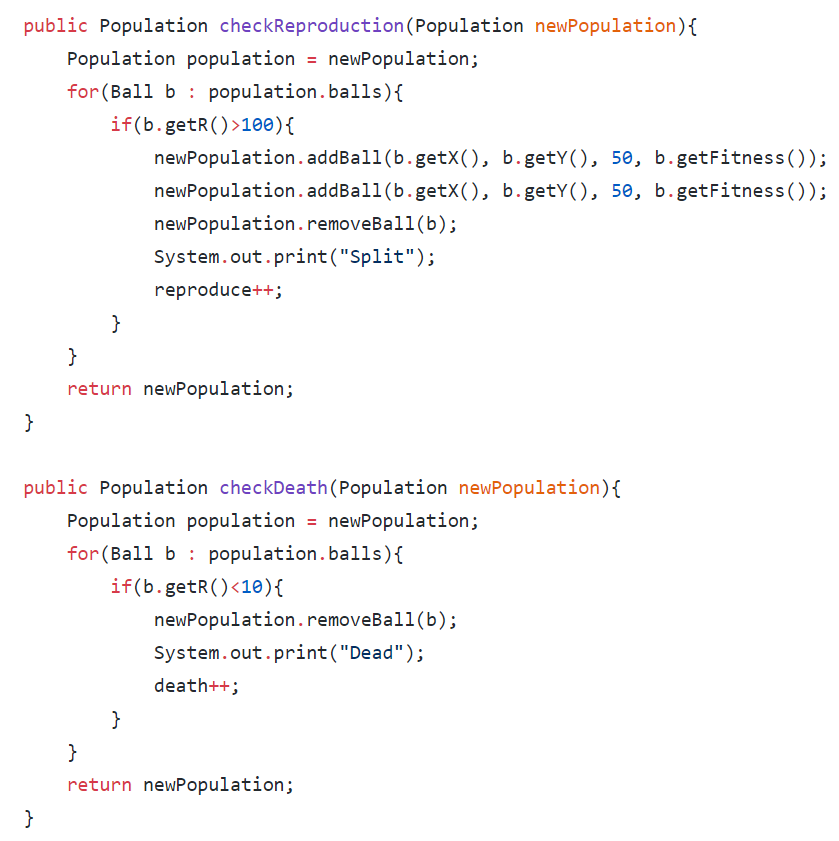 public Population checkReproduction(Population newPopulation){
    Population population = newPopulation;
    for(Ball b : population.balls){
        if(b.getR()>100){
            newPopulation.addBall(b.getX(), b.getY(), 50, b.getFitness());
            newPopulation.addBall(b.getX(), b.getY(), 50, b.getFitness());
            newPopulation.removeBall(b);
            System.out.print("Split");
            reproduce++;
        }
    }
    return newPopulation;
}

public Population checkDeath(Population newPopulation){
    Population population = newPopulation;
    for(Ball b : population.balls){
        if(b.getR()<10){
            newPopulation.removeBall(b);
            System.out.print("Dead");
            death++;
        }
    }
    return newPopulation;
}